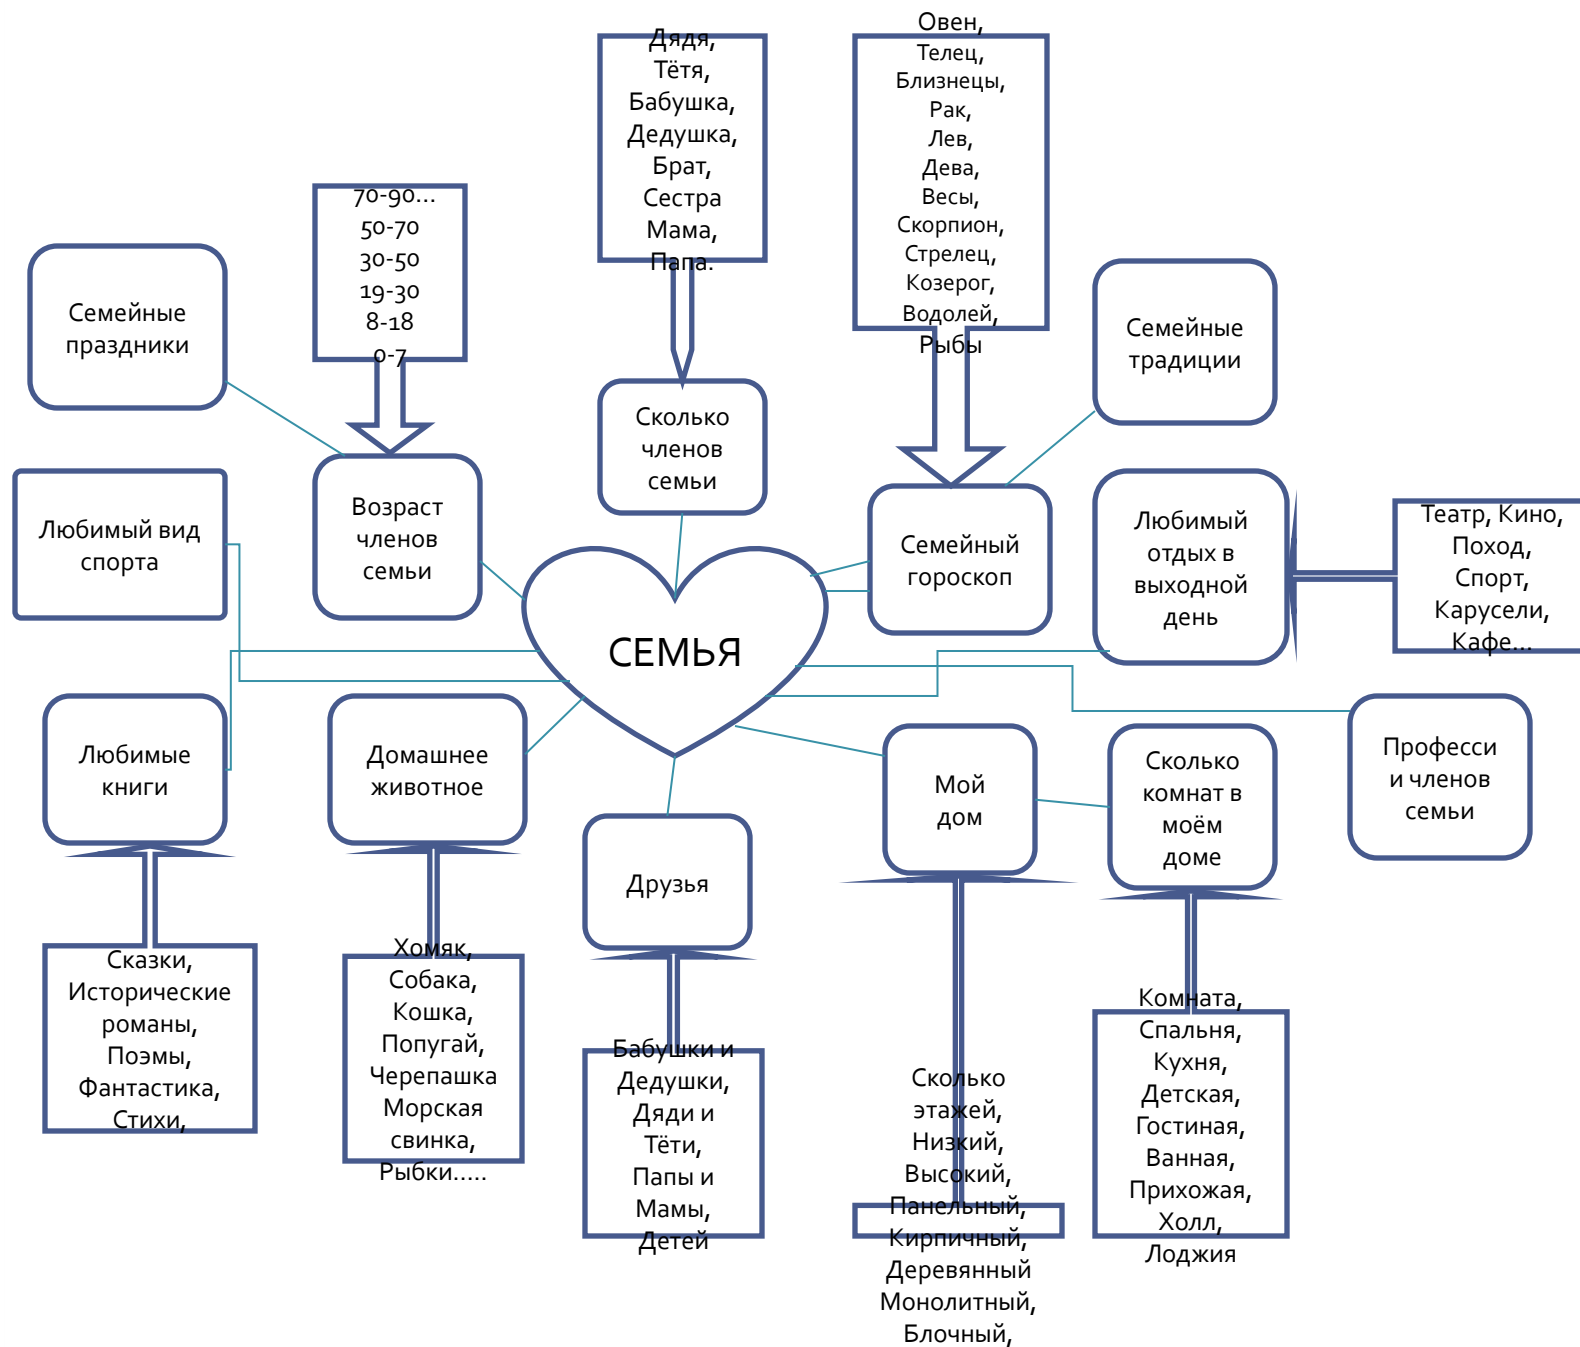 Дядя,
Тётя,
Бабушка,
Дедушка,
Брат,
Сестра
Мама,
Папа.
Овен,
Телец,
Близнецы,
Рак,
Лев,
Дева,
Весы,
Скорпион,
Стрелец,
Козерог,
Водолей,
Рыбы
70-90...
50-70
30-50
19-30
8-18
0-7
Семейные
праздники
Семейные
традиции
Сколько
членов
семьи
Любимый вид
спорта
Возраст
членов
семьи
Семейный
гороскоп
Любимый
отдых в
выходной
день
Театр, Кино,
Поход,
Спорт,
Карусели,
Кафе...
СЕМЬЯ
Любимые
книги
Домашнее
животное
Друзья
Мой
дом
Сколько
комнат в
моём
доме
Професси
и членов
семьи
Сказки,
Исторические
романы,
Поэмы,
Фантастика,
Стихи,
Хомяк,
Собака,
Кошка,
Попугай,
Черепашка
Морская
свинка,
Рыбки.....
Бабушки и
Дедушки,
Дяди и
Тёти,
Папы и
Мамы,
Детей
Сколько
этажей,
Низкий,
Высокий,
Панельный,
Кирпичный,
Деревянный
Монолитный,
Блочный,
Комната,
Спальня,
Кухня,
Детская,
Гостиная,
Ванная,
Прихожая,
Холл,
Лоджия